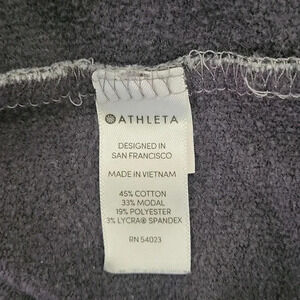 ATHLETA
DESIGNED IN
SAN FRANCISCO
MADE IN VIETNAM
45% COTTON
33% MODAL
19% POLYESTER
3% LYCRA® SPANDEX
RN 54023